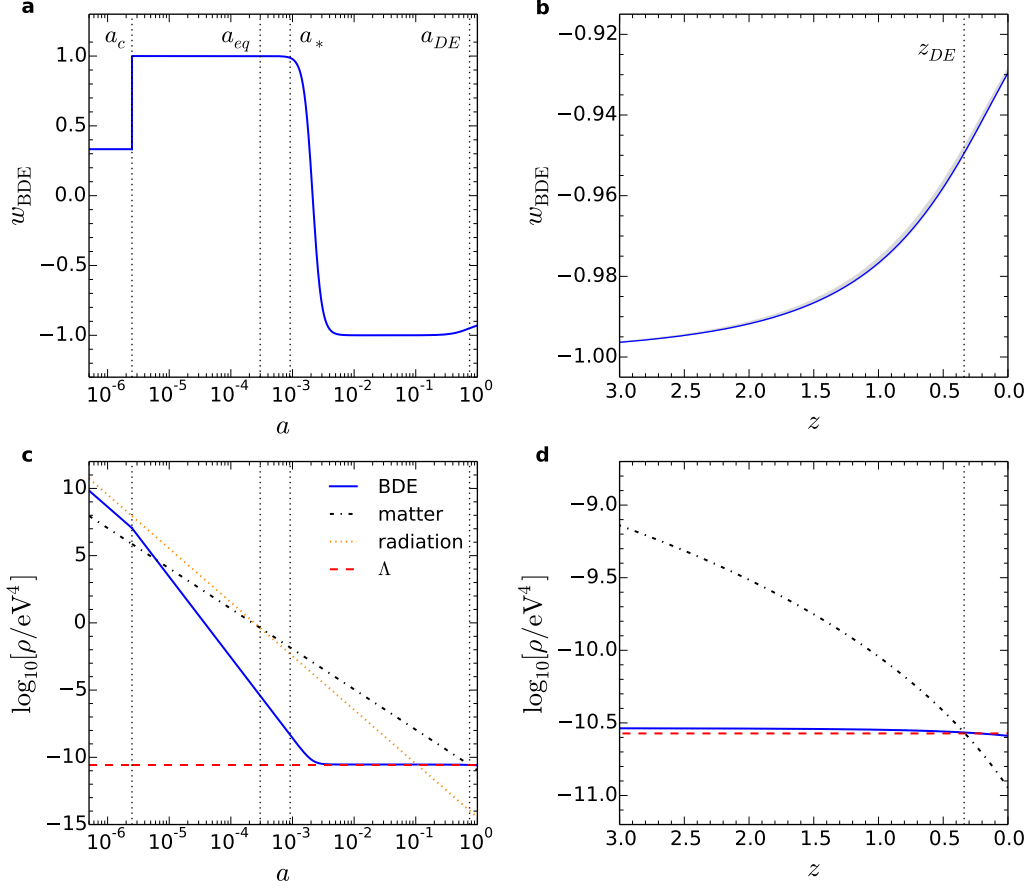 a
a_c
a_eq
a_*
a_DE
1.0
0.5
0.0
−0.5
−1.0
w_BDE
10^−6
10^−5
10^−4
10^−3
10^−2
10^−1
10^0
a
b
z_DE
−0.92
−0.94
−0.96
−0.98
−1.00
w_BDE
3.0
2.5
2.0
1.5
1.0
0.5
0.0
z
c
BDE
matter
radiation
Λ
10
5
0
−5
−10
−15
log_10[ρ/eV^4]
10^−6
10^−5
10^−4
10^−3
10^−2
10^−1
10^0
a
d
−9.0
−9.5
−10.0
−10.5
−11.0
log_10[ρ/eV^4]
3.0
2.5
2.0
1.5
1.0
0.5
0.0
z